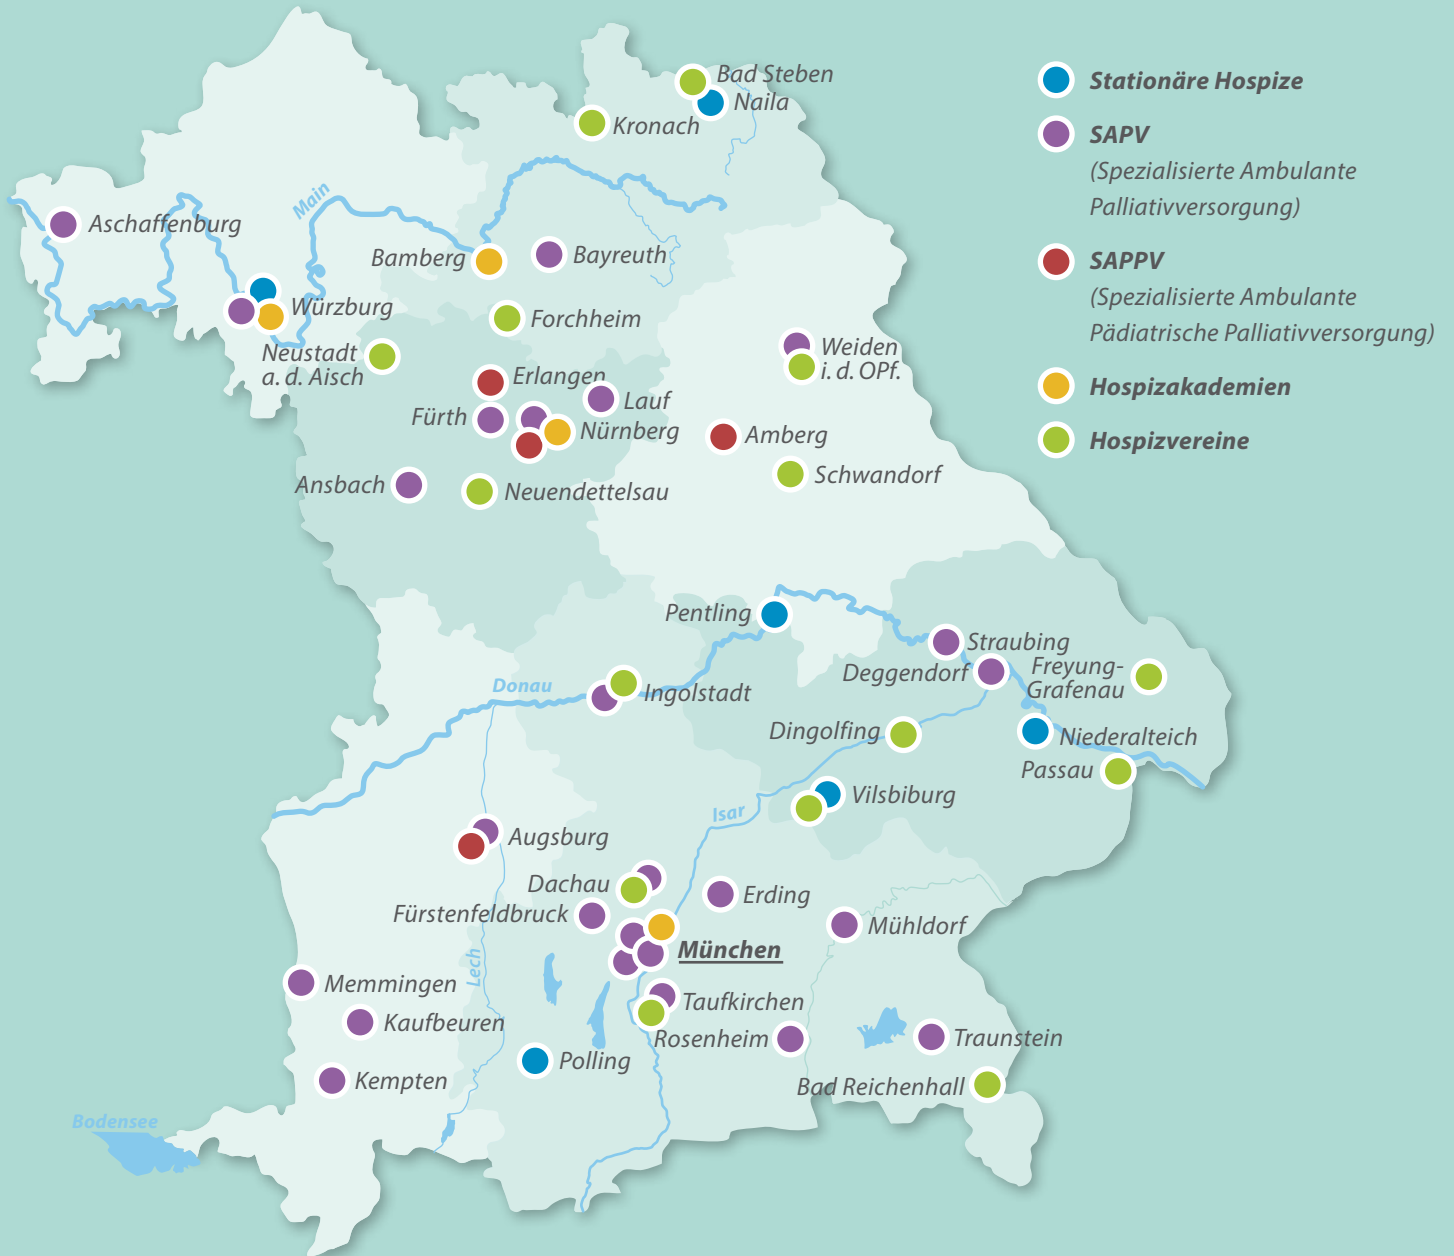 Bad Steben
Naila
Kronach
Main
Aschaffenburg
Bamberg
Bayreuth
Würzburg
Forchheim
Neustadt
a. d. Aisch
Erlangen
Lauf
Fürth
Nürnberg
Weiden
i. d. OPf.
Amberg
Schwandorf
Ansbach
Neuendettelsau
Pentling
Straubing
Deggendorf
Freyung-
Grafenau
Donau
Ingolstadt
Dingolfing
Niederalteich
Passau
Vilsbiburg
Isar
Augsburg
Dachau
Erding
Fürstenfeldbruck
Mühldorf
München
Lech
Memmingen
Taufkirchen
Kaufbeuren
Rosenheim
Traunstein
Polling
Kempten
Bad Reichenhall
Bodensee
Stationäre Hospize
SAPV
(Spezialisierte Ambulante
Palliativversorgung)
SAPPV
(Spezialisierte Ambulante
Pädiatrische Palliativversorgung)
Hospizakademien
Hospizvereine